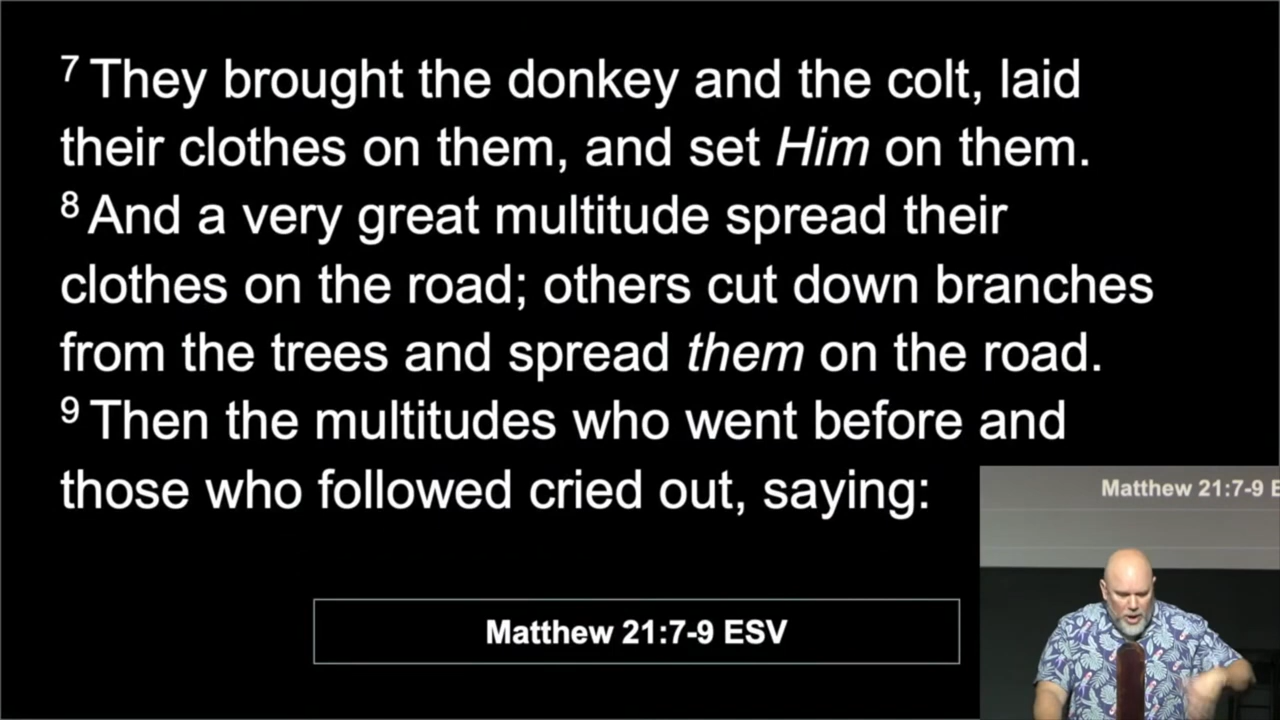 7 They brought the donkey and the colt, laid
their clothes on them, and set Him on them.
8 And a very great multitude spread their
clothes on the road; others cut down branches
from the trees and spread them on the road.
9 Then the multitudes who went before and
those who followed cried out, saying:
Matthew 21:7-9 ESV
Matthew 21:7-9 E